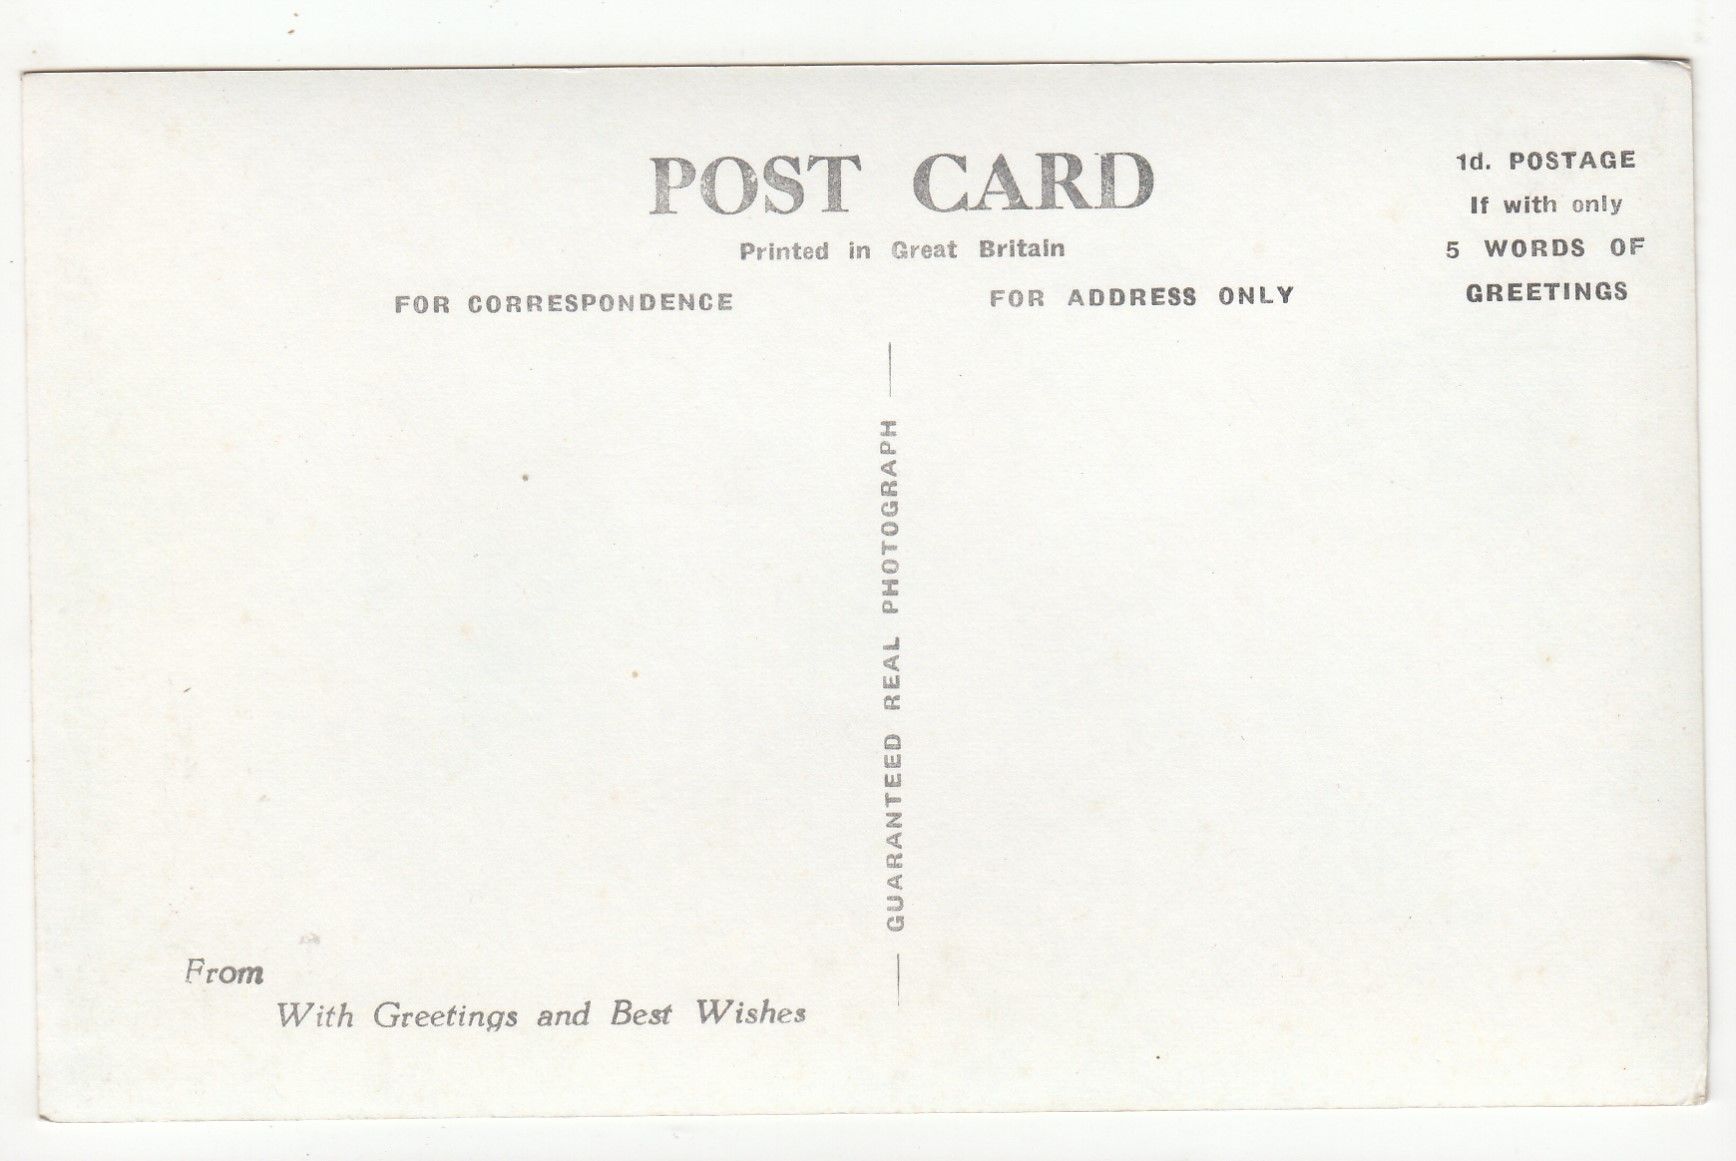 POST CARD
Printed in Great Britain
1d. POSTAGE
If with only
5 WORDS OF
GREETINGS
FOR CORRESPONDENCE
FOR ADDRESS ONLY
GUARANTEED REAL PHOTOGRAPH
From
With Greetings and Best Wishes